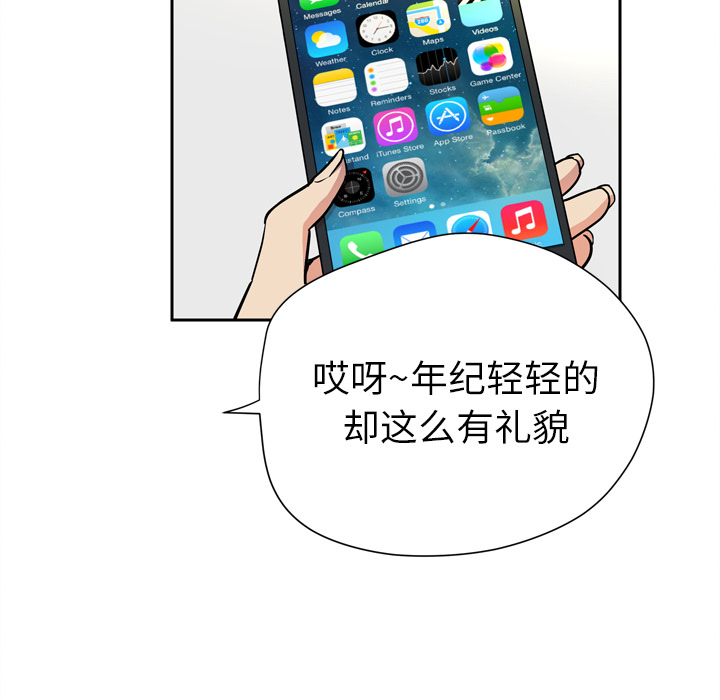 Messages Calendar
Weather Clock Maps Videos
Notes Reminders Stocks Game Center
stand iTunes Store App Store Passbook
Compass Settings
哎呀~年纪轻轻的
却这么有礼貌